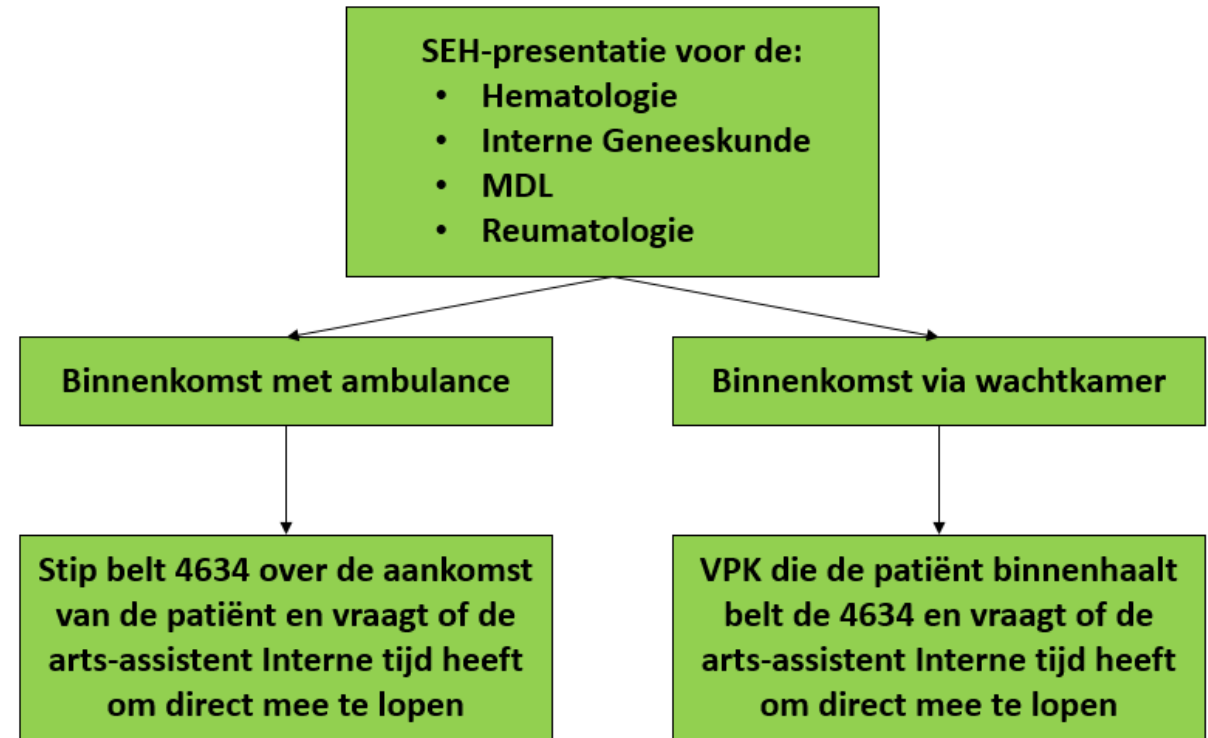 SEH-presentatie voor de:
• Hematologie
• Interne Geneeskunde
• MDL
• Reumatologie
Binnenkomst met ambulance
Binnenkomst via wachtkamer
Stip belt 4634 over de aankomst
van de patiënt en vraagt of de
arts-assistent Interne tijd heeft
om direct mee te lopen
VPK die de patiënt binnenhaalt
belt de 4634 en vraagt of de
arts-assistent Interne tijd heeft
om direct mee te lopen